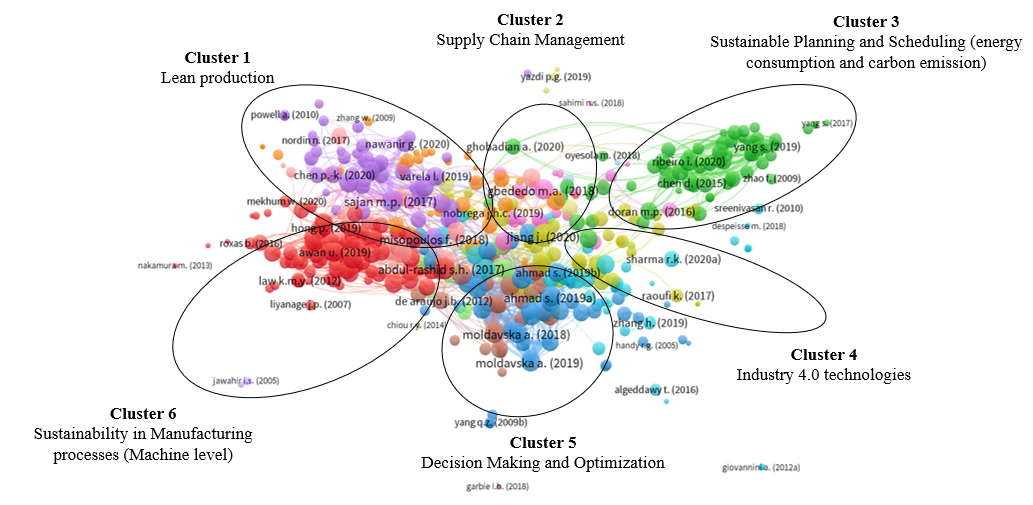 Cluster 2
Supply Chain Management
Cluster 3
Sustainable Planning and Scheduling (energy
consumption and carbon emission)
Cluster 1
Lean production
yazdi p.g. (2019)
sahimi n.s. (2018)
powell a. (2010)
zhang w. (2009)
yang s. (2017)
nordin n. (2017)
nawanir g. (2020)
ghobadian a. (2020)
yang s. (2019)
oyesola m. (2018)
ribeiro i. (2020)
chen p.-k. (2020)
varela l. (2019)
chen d. (2015)
zhao f. (2009)
gbededo m.a. (2018)
mekhum w. (2020)
sajan m.p. (2017)
nobrega j.h.c. (2019)
doran m.p. (2016)
sreenivasan r. (2010)
hong p. (2019)
despeisse m. (2018)
misopoulos f. (2018)
jiang j. (2020)
roxas b. (2016)
awan u. (2019)
sharma r.k. (2020a)
nakamura m. (2013)
abdul-rashid s.h. (2017)
ahmad s. (2019b)
law k.m.y. (2012)
de araujo j.b. (2012)
ahmad s. (2019a)
raoufi k. (2017)
liyanage j.p. (2007)
chiou r.y. (2014)
zhang h. (2019)
moldavska a. (2018)
handy r.g. (2005)
Cluster 4
moldavska a. (2019)
Industry 4.0 technologies
jawahir i.s. (2005)
algeddawy t. (2016)
Cluster 6
yang q.z. (2009b)
Sustainability in Manufacturing
processes (Machine level)
Cluster 5
Decision Making and Optimization
giovannini a. (2012a)
garbie i.h. (2018)